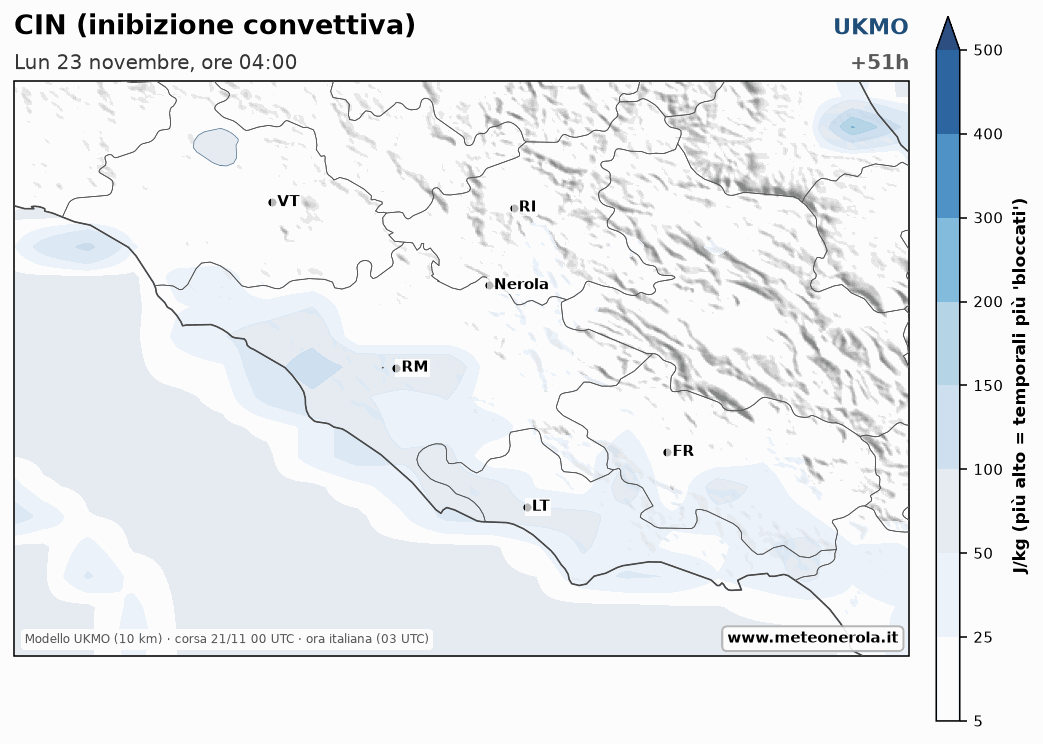 CIN (inibizione convettiva)
UKMO
Lun 23 novembre, ore 04:00
+51h
VT
RI
Nerola
RM
FR
LT
Modello UKMO (10 km) · corsa 21/11 00 UTC · ora italiana (03 UTC)
www.meteonerola.it
500
400
300
200
150
100
50
25
5
J/kg (più alto = temporali più 'bloccati')